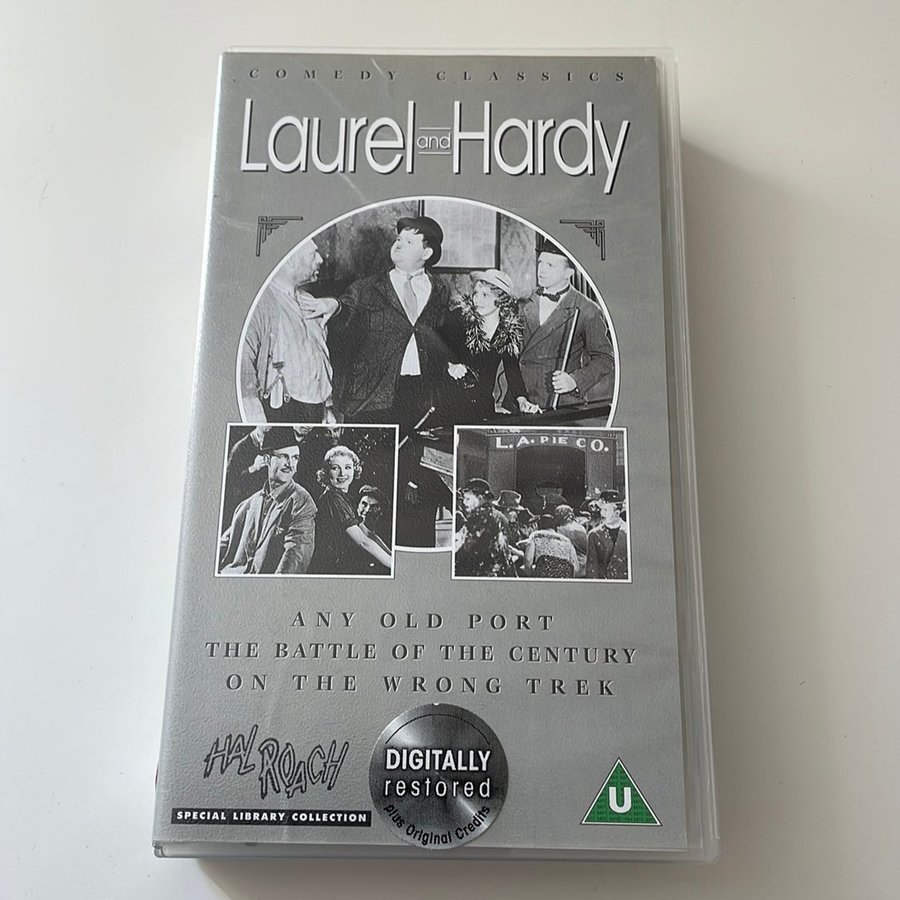 COMEDY CLASSICS
Laurel and Hardy
L.A. PIE CO.
ANY OLD PORT
THE BATTLE OF THE CENTURY
ON THE WRONG TREK
HAL ROACH
SPECIAL LIBRARY COLLECTION
DIGITALLY
restored
plus Original Credits
U